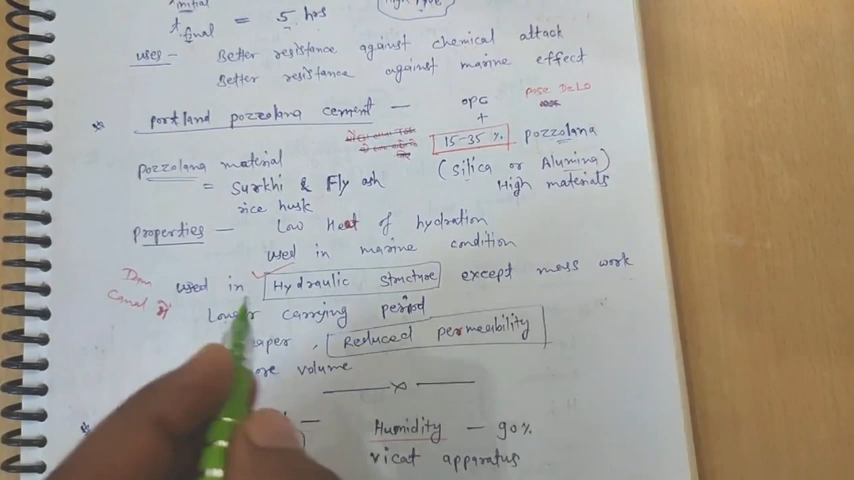 initial
t final = 5 hrs
uses - Better resistance against chemical attack
Better resistance against marine effect
Portland pozzolana cement — OPC
+
15-35 % pozzolana
(Silica or Alumina)
High materials
Pozzolana material
= Surkhi & Fly ash
rice husk
Properties — Low Heat of hydration
used in marine condition
Dam
Canal में
used in Hydraulic structure except mass work
Longer carrying period
aper, Reduced permeability
ore volume
Humidity — 90%
vicat apparatus